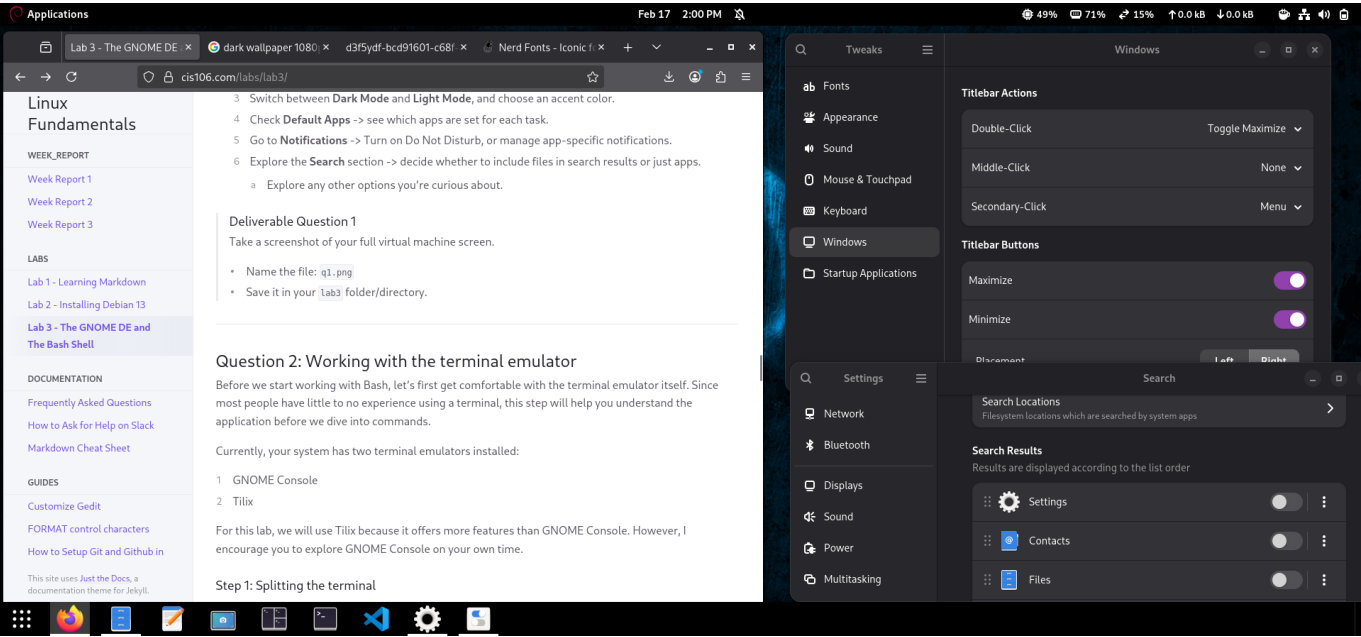 Applications
Feb 17 2:00 PM
49% 71% 15% 0.0 kB 0.0 kB
Lab 3 - The GNOME DE
dark wallpaper 1080
d3f5ydf-bcd91601-c68f
Nerd Fonts - Iconic f
cis106.com/labs/lab3/
Linux
Fundamentals
WEEK_REPORT
Week Report 1
Week Report 2
Week Report 3
LABS
Lab 1 - Learning Markdown
Lab 2 - Installing Debian 13
Lab 3 - The GNOME DE and
The Bash Shell
DOCUMENTATION
Frequently Asked Questions
How to Ask for Help on Slack
Markdown Cheat Sheet
GUIDES
Customize Gedit
FORMAT control characters
How to Setup Git and Github in
This site uses Just the Docs, a
documentation theme for Jekyll.
3 Switch between Dark Mode and Light Mode, and choose an accent color.
4 Check Default Apps -> see which apps are set for each task.
5 Go to Notifications -> Turn on Do Not Disturb, or manage app-specific notifications.
6 Explore the Search section -> decide whether to include files in search results or just apps.
a Explore any other options you're curious about.
Deliverable Question 1
Take a screenshot of your full virtual machine screen.
• Name the file: q1.png
• Save it in your lab3 folder/directory.
Question 2: Working with the terminal emulator
Before we start working with Bash, let's first get comfortable with the terminal emulator itself. Since
most people have little to no experience using a terminal, this step will help you understand the
application before we dive into commands.
Currently, your system has two terminal emulators installed:
1 GNOME Console
2 Tilix
For this lab, we will use Tilix because it offers more features than GNOME Console. However, I
encourage you to explore GNOME Console on your own time.
Step 1: Splitting the terminal
Tweaks
ab Fonts
Appearance
Sound
Mouse & Touchpad
Keyboard
Windows
Startup Applications
Windows
Titlebar Actions
Double-Click Toggle Maximize
Middle-Click None
Secondary-Click Menu
Titlebar Buttons
Maximize
Minimize
Placement Left Right
Settings
Network
Bluetooth
Displays
Sound
Power
Multitasking
Search
Search Locations
Filesystem locations which are searched by system apps
Search Results
Results are displayed according to the list order
Settings
Contacts
Files